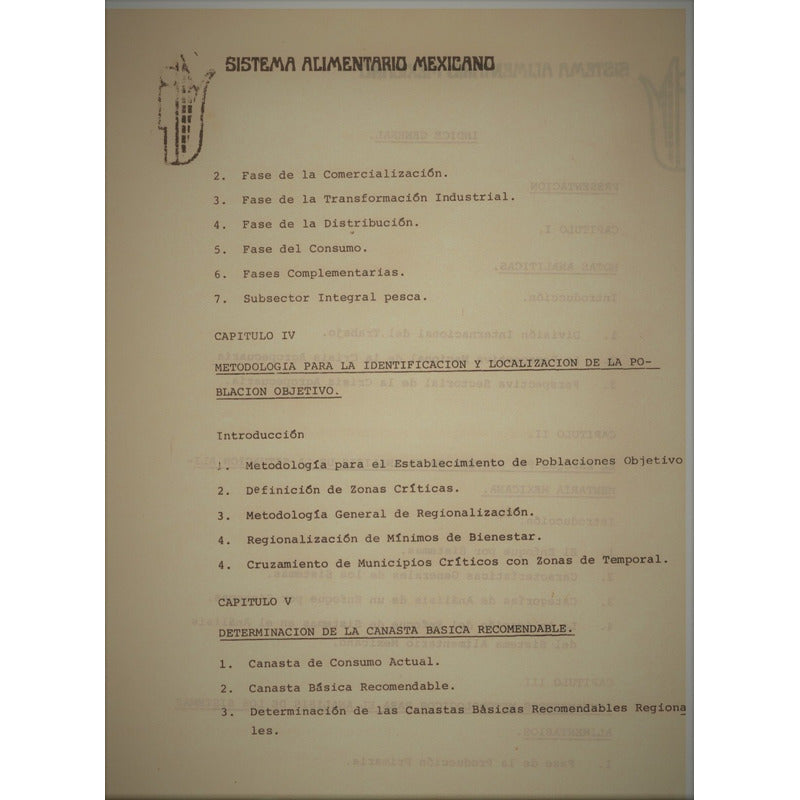 SISTEMA ALIMENTARIO MEXICANO
2. Fase de la Comercialización.
3. Fase de la Transformación Industrial.
4. Fase de la Distribución.
5. Fase del Consumo.
6. Fases Complementarias.
7. Subsector Integral pesca.
CAPITULO IV
METODOLOGIA PARA LA IDENTIFICACION Y LOCALIZACION DE LA PO-
BLACION OBJETIVO.
Introducción
1. Metodología para el Establecimiento de Poblaciones Objetivo
2. Definición de Zonas Críticas.
3. Metodología General de Regionalización.
4. Regionalización de Mínimos de Bienestar.
4. Cruzamiento de Municipios Críticos con Zonas de Temporal.
CAPITULO V
DETERMINACION DE LA CANASTA BASICA RECOMENDABLE.
1. Canasta de Consumo Actual.
2. Canasta Básica Recomendable.
3. Determinación de las Canastas Básicas Recomendables Regiona
les.